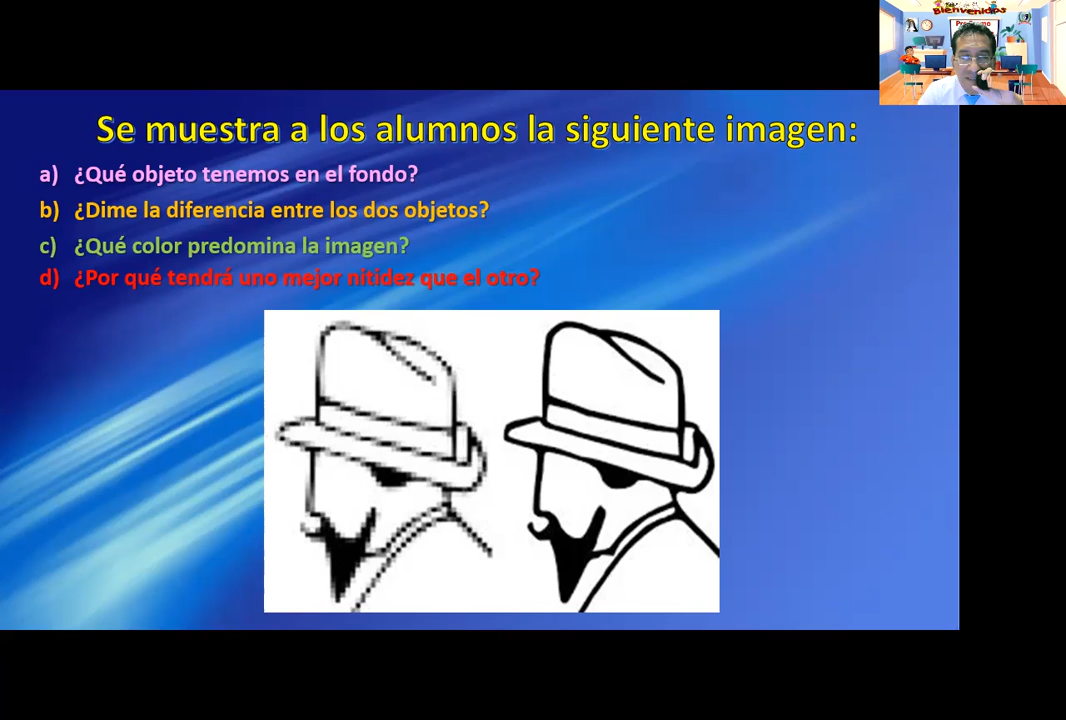 Bienvenidos
Se muestra a los alumnos la siguiente imagen:
a) ¿Qué objeto tenemos en el fondo?
b) ¿Dime la diferencia entre los dos objetos?
c) ¿Qué color predomina la imagen?
d) ¿Por qué tendrá uno mejor nitidez que el otro?